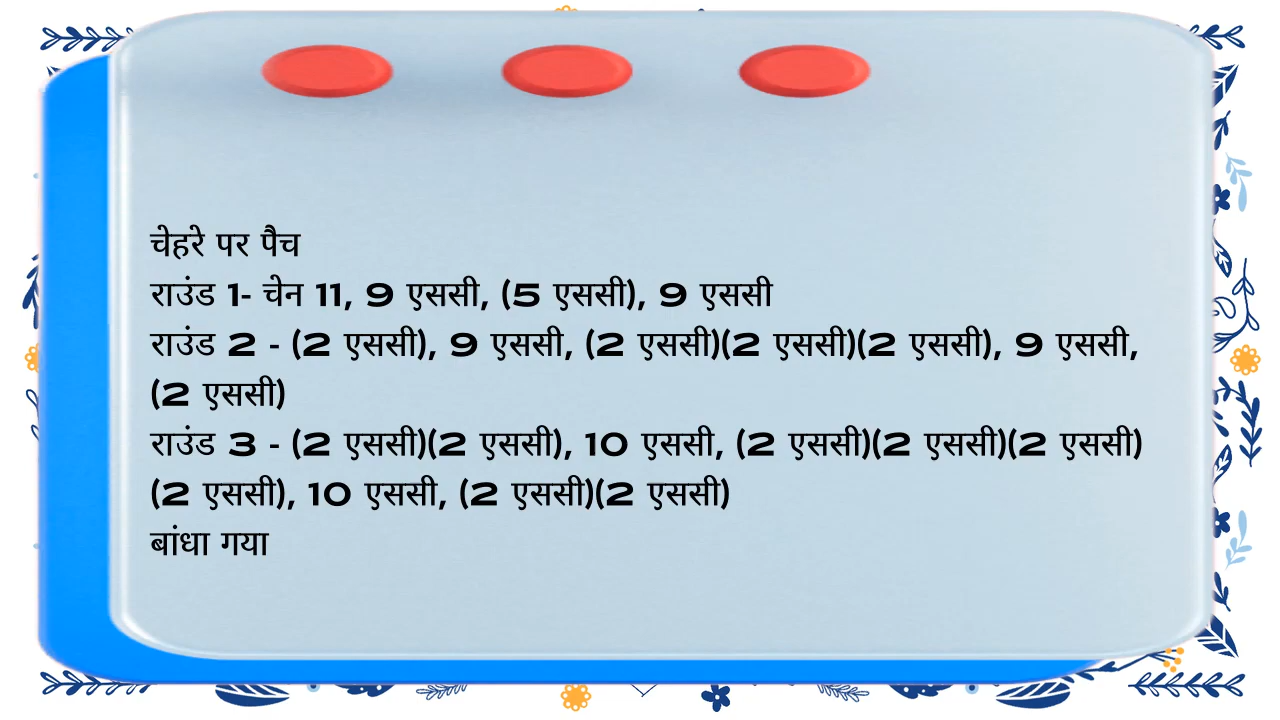 चेहरे पर पैच
राउंड 1- चेन 11, 9 एससी, (5 एससी), 9 एससी
राउंड 2 - (2 एससी), 9 एससी, (2 एससी)(2 एससी)(2 एससी), 9 एससी,
(2 एससी)
राउंड 3 - (2 एससी)(2 एससी), 10 एससी, (2 एससी)(2 एससी)(2 एससी)
(2 एससी), 10 एससी, (2 एससी)(2 एससी)
बांधा गया